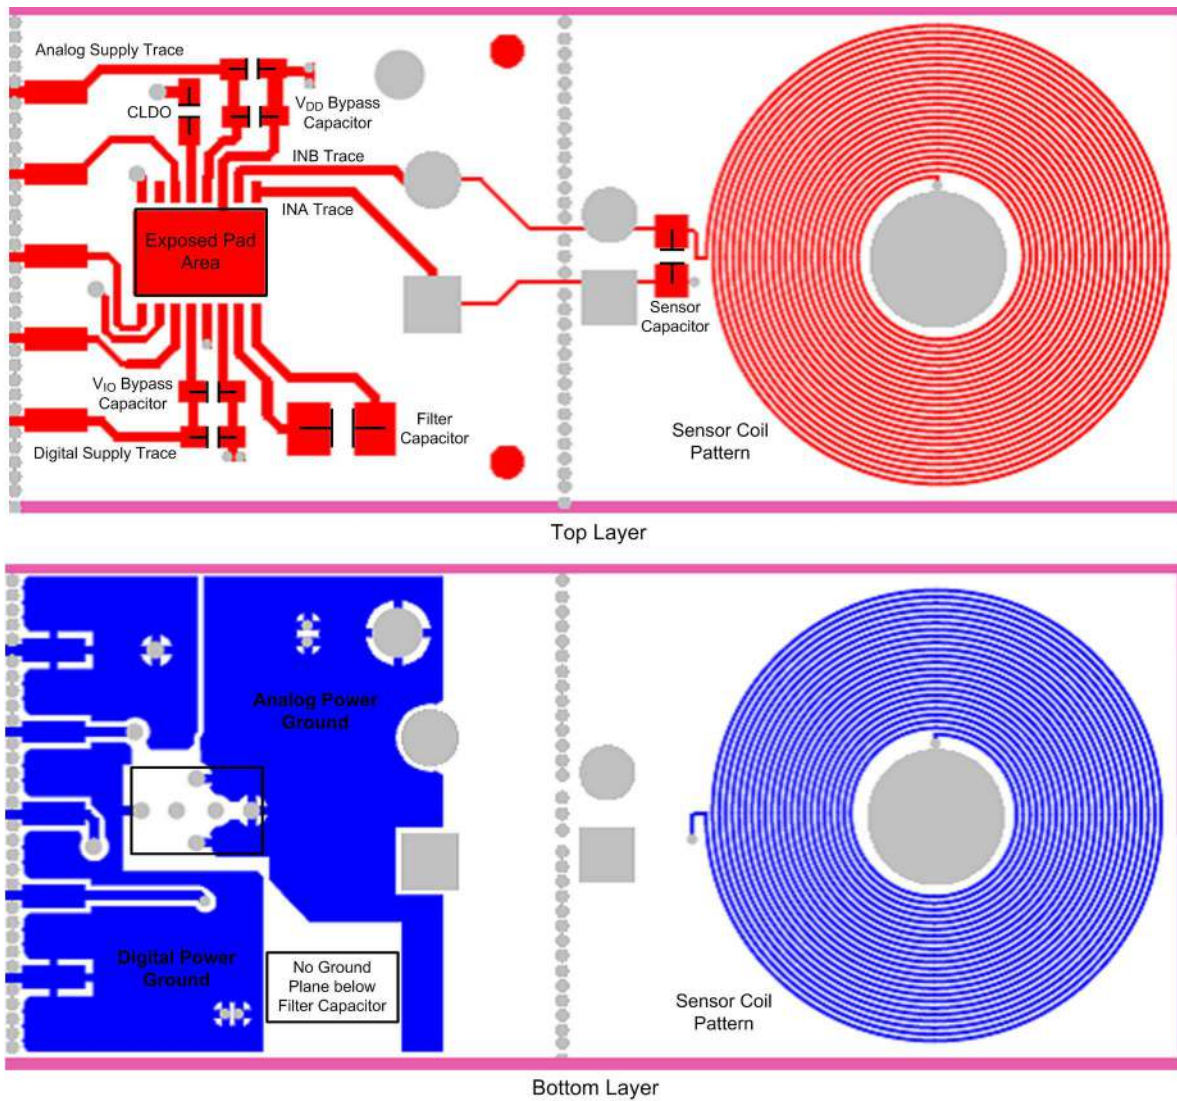 Analog Supply Trace
CLDO
VDD Bypass
Capacitor
INB Trace
INA Trace
Exposed Pad
Area
Sensor
Capacitor
VIO Bypass
Capacitor
Filter
Capacitor
Digital Supply Trace
Sensor Coil
Pattern
Top Layer
Analog Power
Ground
Digital Power
Ground
No Ground
Plane below
Filter Capacitor
Sensor Coil
Pattern
Bottom Layer